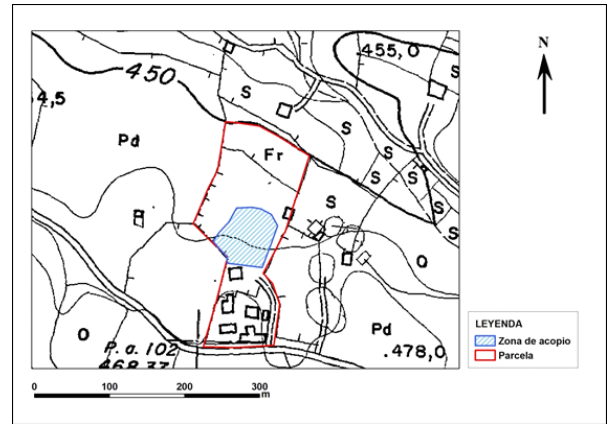 455,0
N
450
S
4,5
S
S
Pd
Fr
S
S
S
S
S
S
O
O
Pd
P. a. 102
.478,0
468,37
LEYENDA
Zona de acopio
Parcela
0 100 200 300
m